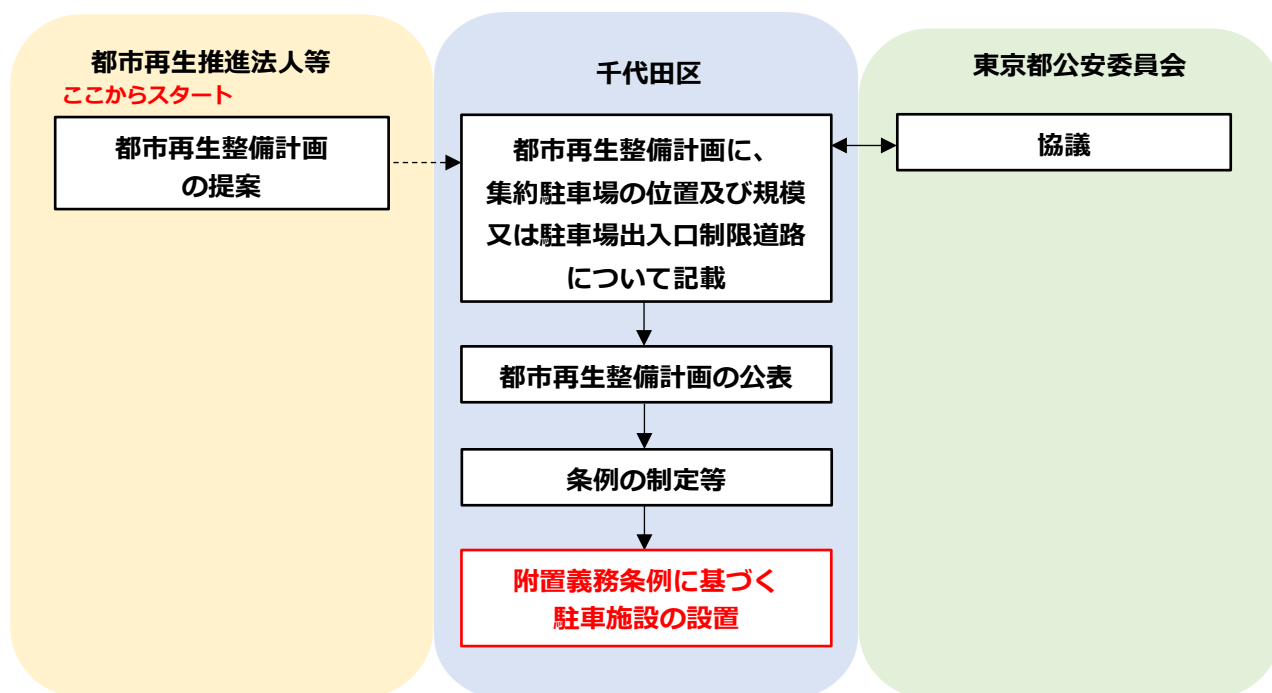 都市再生推進法人等
ここからスタート
都市再生整備計画
の提案
千代田区
都市再生整備計画に、
集約駐車場の位置及び規模
又は駐車場出入口制限道路
について記載
都市再生整備計画の公表
条例の制定等
附置義務条例に基づく
駐車施設の設置
東京都公安委員会
協議